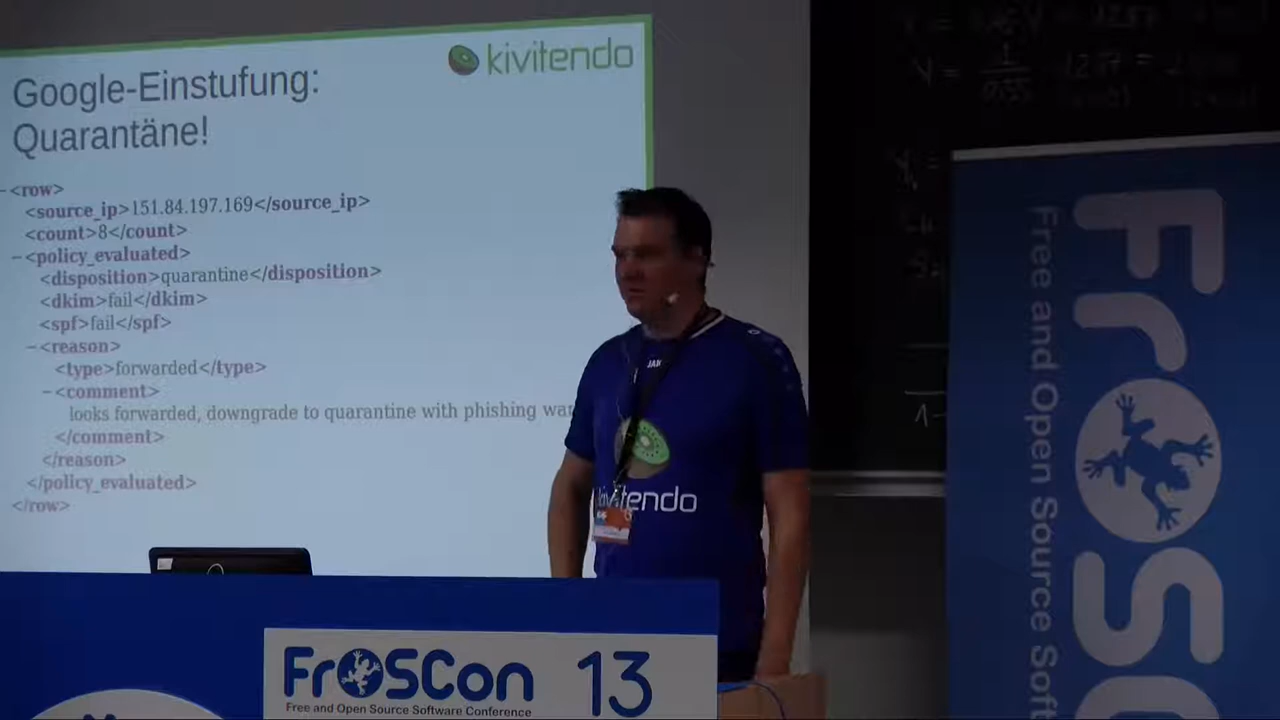 kivitendo
Google-Einstufung:
Quarantäne!
–<row>
<source_ip>151.84.197.169</source_ip>
<count>8</count>
–<policy_evaluated>
<disposition>quarantine</disposition>
<dkim>fail</dkim>
<spf>fail</spf>
–<reason>
<type>forwarded</type>
–<comment>
looks forwarded, downgrade to quarantine with phishing
</comment>
</reason>
</policy_evaluated>
</row>
JAKO
kivitendo
FrOSCon 13
Free and Open Source Software Conference
FrOSC
Free and Open Source Soft